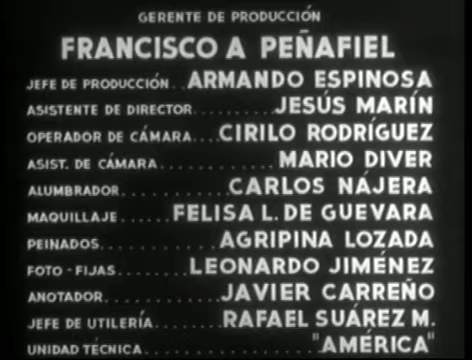 GERENTE DE PRODUCCIÓN
FRANCISCO A PEÑAFIEL
JEFE DE PRODUCCIÓN..ARMANDO ESPINOSA
ASISTENTE DE DIRECTOR........JESÚS MARÍN
OPERADOR DE CÁMARA....CIRILO RODRÍGUEZ
ASIST. DE CÁMARA............MARIO DIVER
ALUMBRADOR...........CARLOS NÁJERA
MAQUILLAJE......FELISA L. DE GUEVARA
PEINADOS............AGRIPINA LOZADA
FOTO-FIJAS.......LEONARDO JIMÉNEZ
ANOTADOR...........JAVIER CARREÑO
JEFE DE UTILERÍA.......RAFAEL SUÁREZ M.
UNIDAD TÉCNICA................"AMÉRICA"